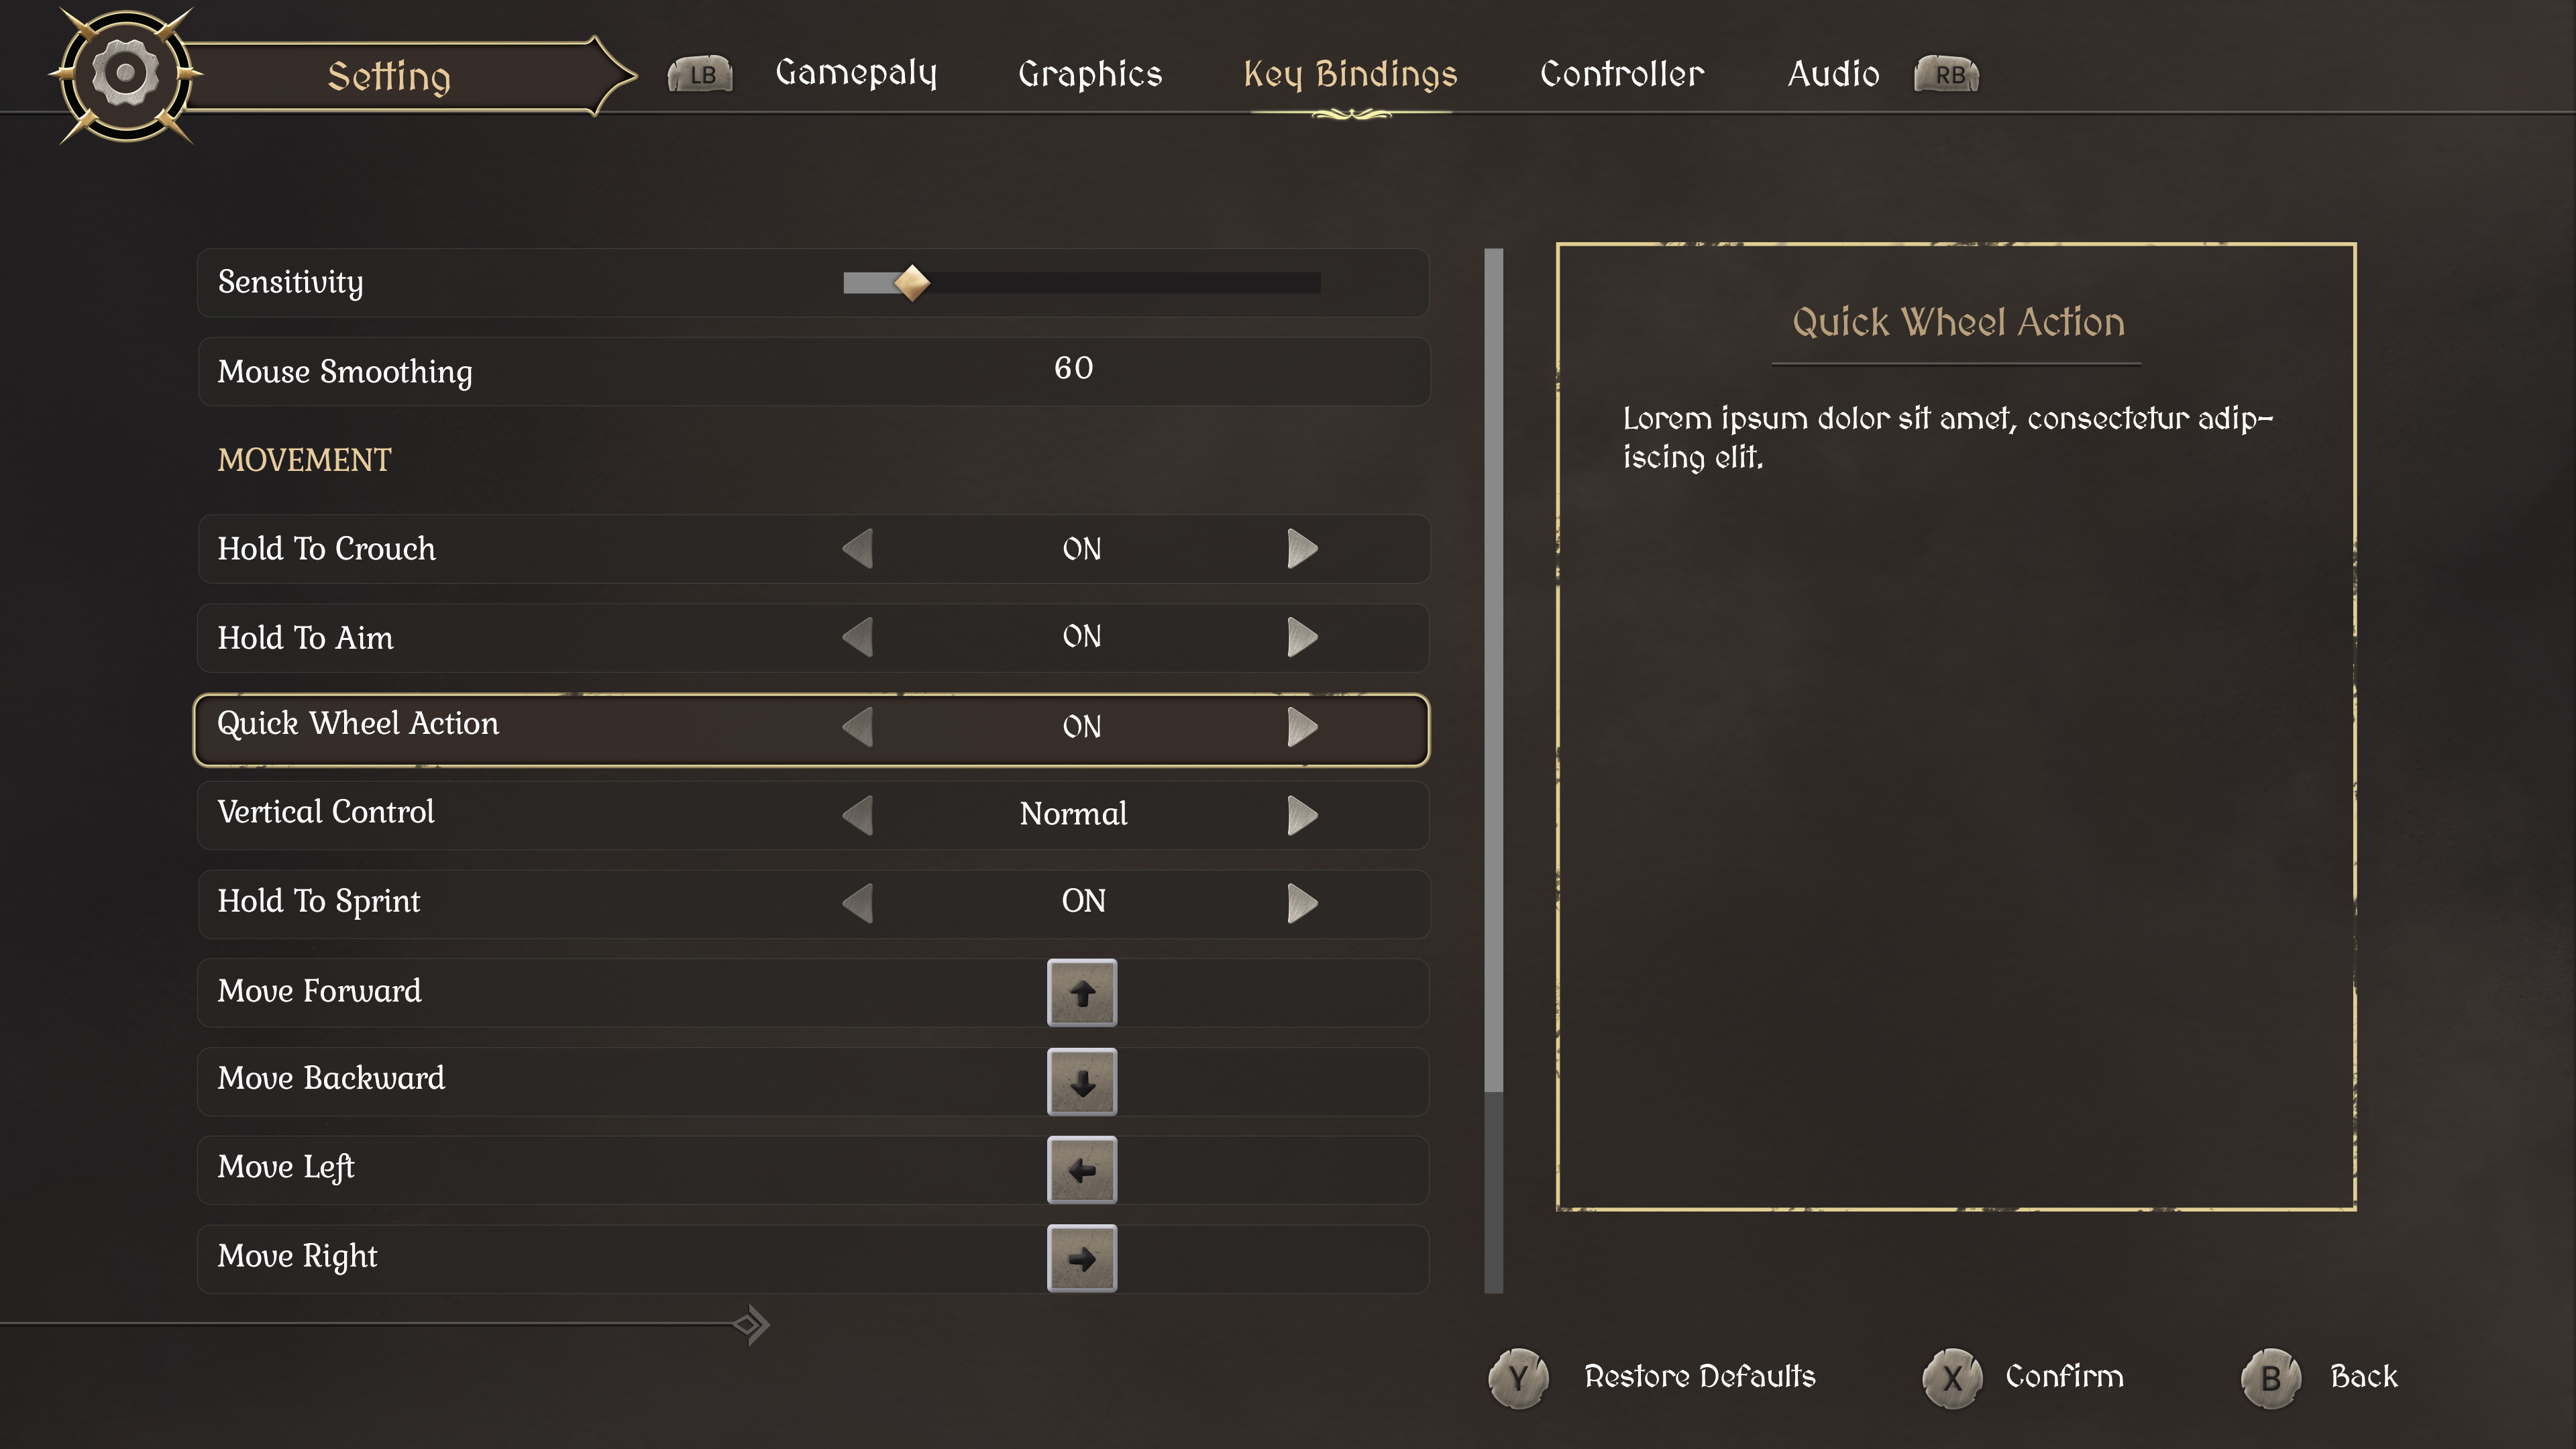 Setting
LB
Gamepaly
Graphics
Key Bindings
Controller
Audio
RB
Sensitivity
Mouse Smoothing 60
MOVEMENT
Hold To Crouch ON
Hold To Aim ON
Quick Wheel Action ON
Vertical Control Normal
Hold To Sprint ON
Move Forward
Move Backward
Move Left
Move Right
Quick Wheel Action
Lorem ipsum dolor sit amet, consectetur adip-
iscing elit.
Y Restore Defaults
X Confirm
B Back